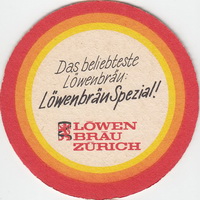 Das beliebteste
Löwenbräu:
Löwenbräu Spezial!
LÖWEN
BRÄU
ZÜRICH